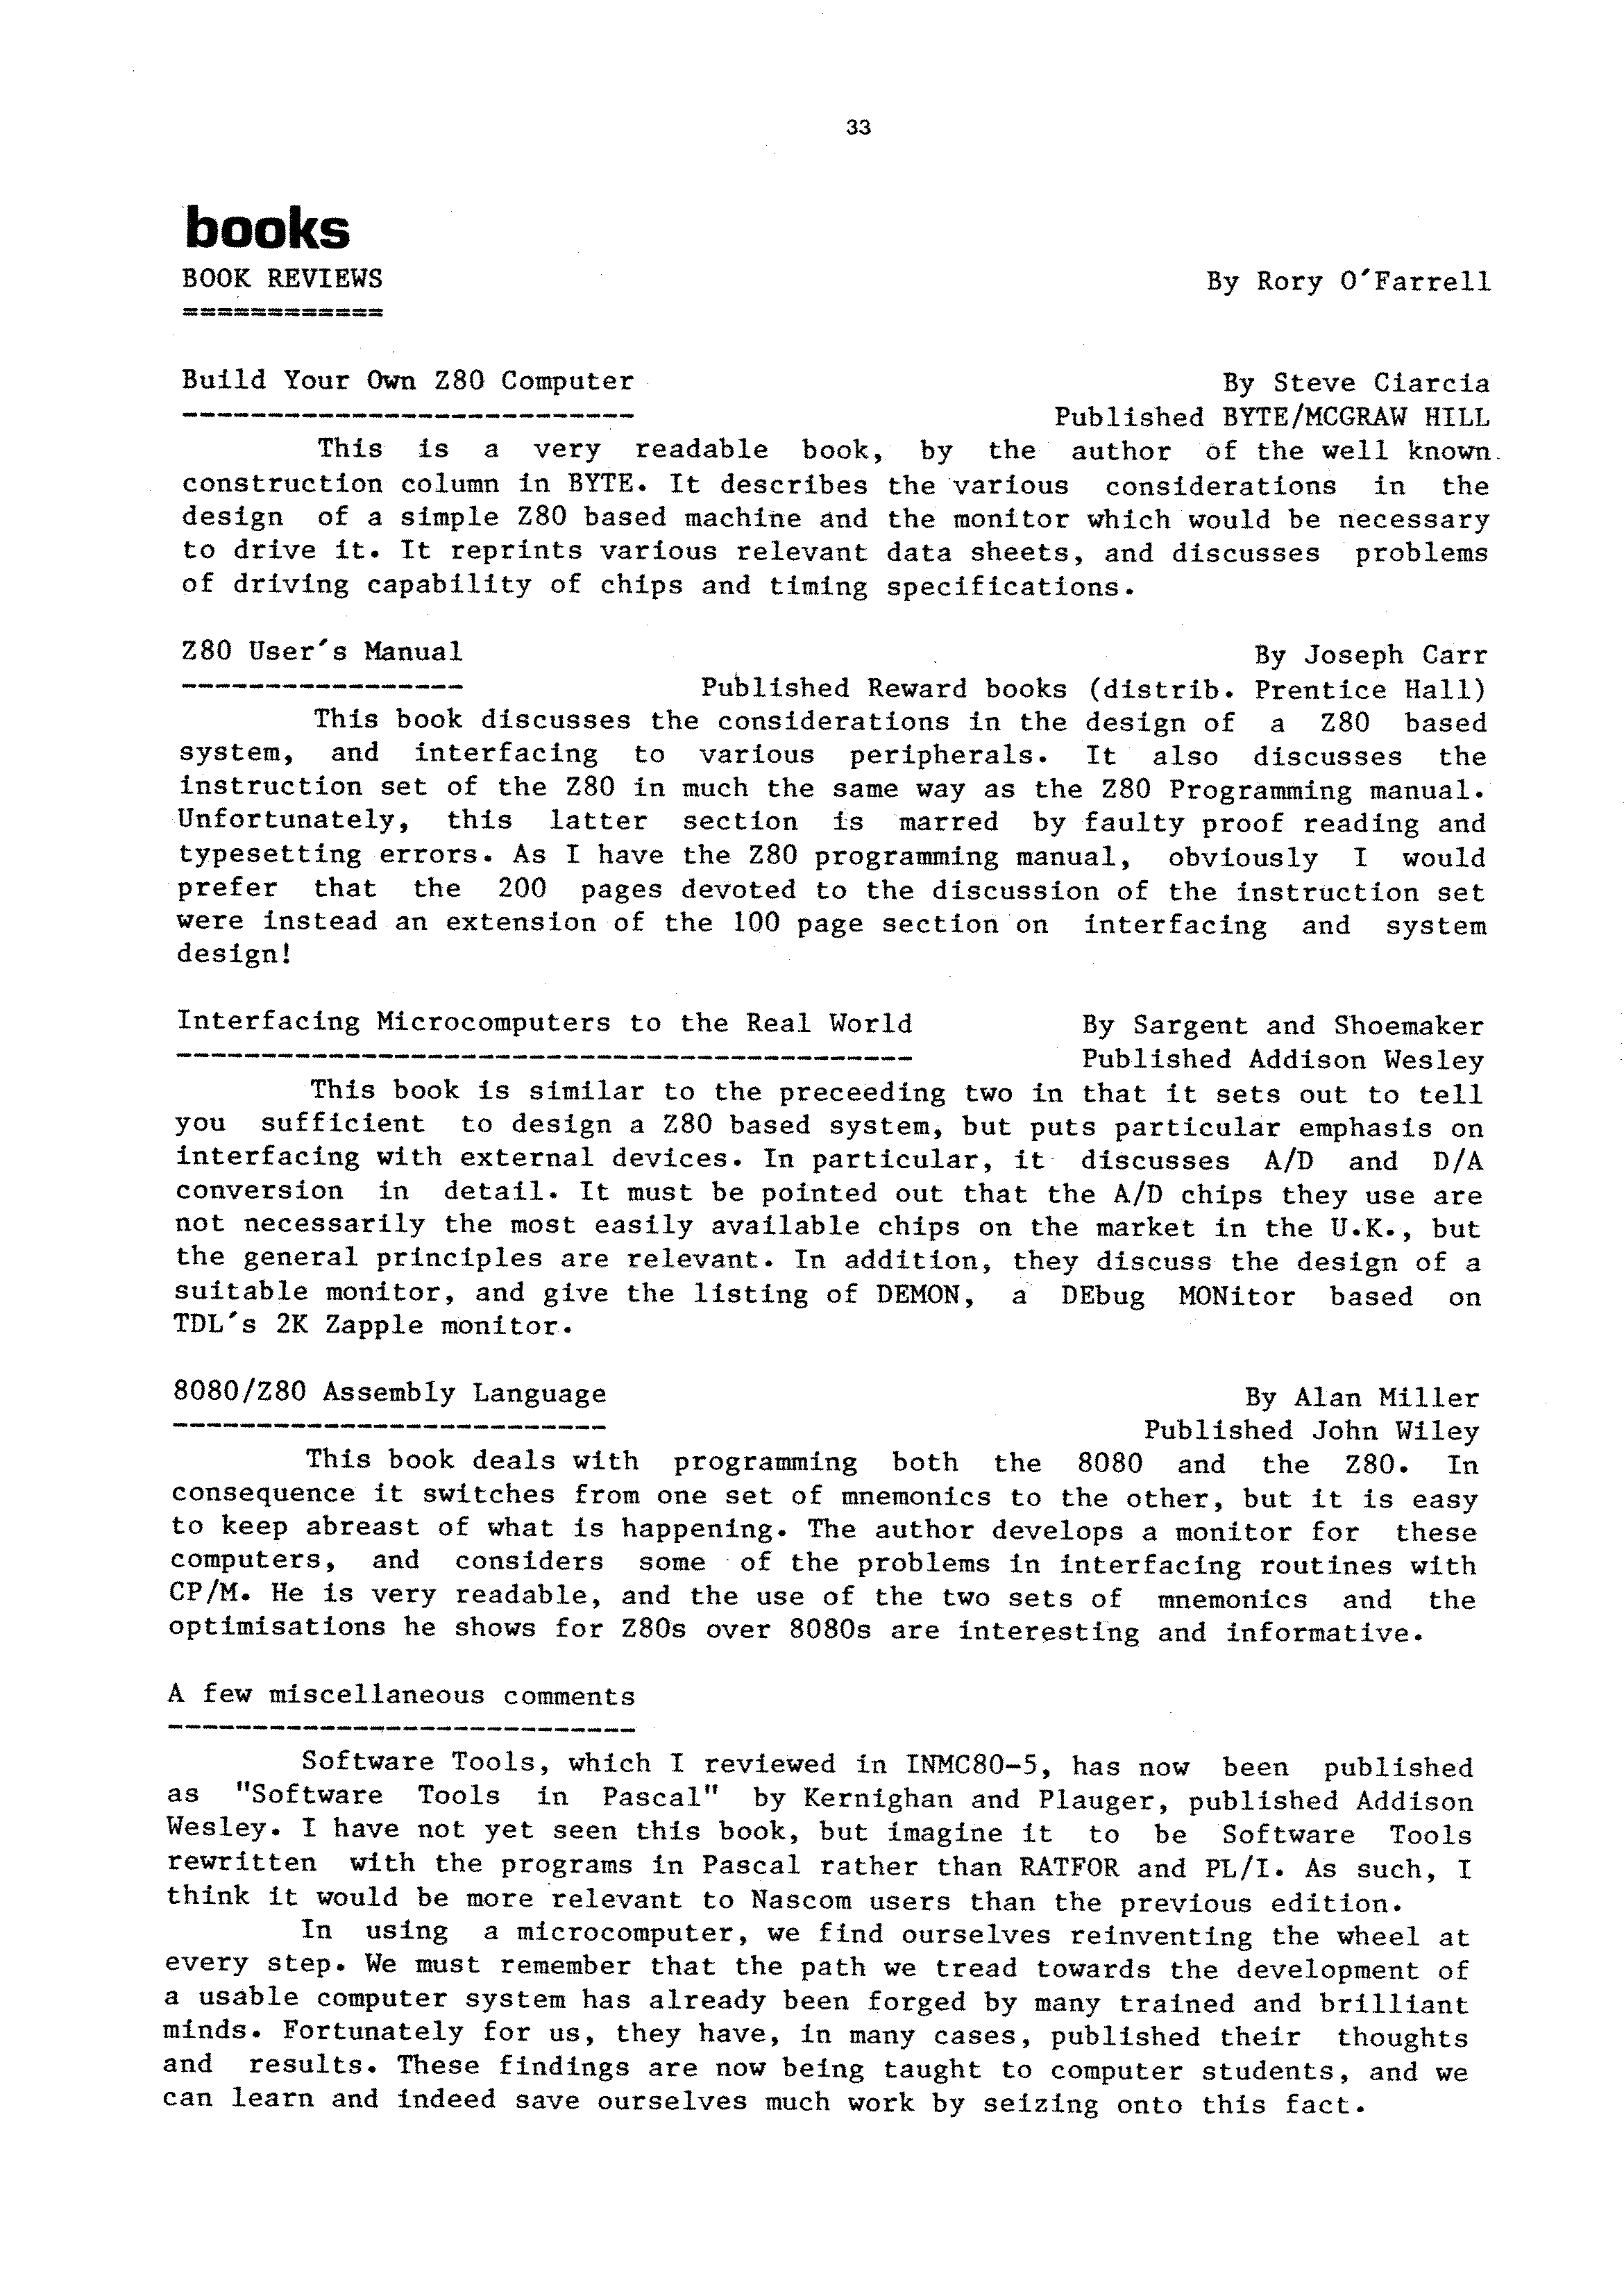 33
books
BOOK REVIEWS
By Rory O'Farrell
============
Build Your Own Z80 Computer
By Steve Ciarcia
---------------------------
Published BYTE/MCGRAW HILL
This is a very readable book, by the author of the well known
construction column in BYTE. It describes the various considerations in the
design of a simple Z80 based machine and the monitor which would be necessary
to drive it. It reprints various relevant data sheets, and discusses problems
of driving capability of chips and timing specifications.
Z80 User's Manual
By Joseph Carr
-----------------
Published Reward books (distrib. Prentice Hall)
This book discusses the considerations in the design of a Z80 based
system, and interfacing to various peripherals. It also discusses the
instruction set of the Z80 in much the same way as the Z80 Programming manual.
Unfortunately, this latter section is marred by faulty proof reading and
typesetting errors. As I have the Z80 programming manual, obviously I would
prefer that the 200 pages devoted to the discussion of the instruction set
were instead an extension of the 100 page section on interfacing and system
design!
Interfacing Microcomputers to the Real World
By Sargent and Shoemaker
--------------------------------------------
Published Addison Wesley
This book is similar to the preceeding two in that it sets out to tell
you sufficient to design a Z80 based system, but puts particular emphasis on
interfacing with external devices. In particular, it discusses A/D and D/A
conversion in detail. It must be pointed out that the A/D chips they use are
not necessarily the most easily available chips on the market in the U.K., but
the general principles are relevant. In addition, they discuss the design of a
suitable monitor, and give the listing of DEMON, a DEbug MONitor based on
TDL's 2K Zapple monitor.
8080/Z80 Assembly Language
By Alan Miller
--------------------------
Published John Wiley
This book deals with programming both the 8080 and the Z80. In
consequence it switches from one set of mnemonics to the other, but it is easy
to keep abreast of what is happening. The author develops a monitor for these
computers, and considers some of the problems in interfacing routines with
CP/M. He is very readable, and the use of the two sets of mnemonics and the
optimisations he shows for Z80s over 8080s are interesting and informative.
A few miscellaneous comments
----------------------------
Software Tools, which I reviewed in INMC80-5, has now been published
as "Software Tools in Pascal" by Kernighan and Plauger, published Addison
Wesley. I have not yet seen this book, but imagine it to be Software Tools
rewritten with the programs in Pascal rather than RATFOR and PL/I. As such, I
think it would be more relevant to Nascom users than the previous edition.
In using a microcomputer, we find ourselves reinventing the wheel at
every step. We must remember that the path we tread towards the development of
a usable computer system has already been forged by many trained and brilliant
minds. Fortunately for us, they have, in many cases, published their thoughts
and results. These findings are now being taught to computer students, and we
can learn and indeed save ourselves much work by seizing onto this fact.